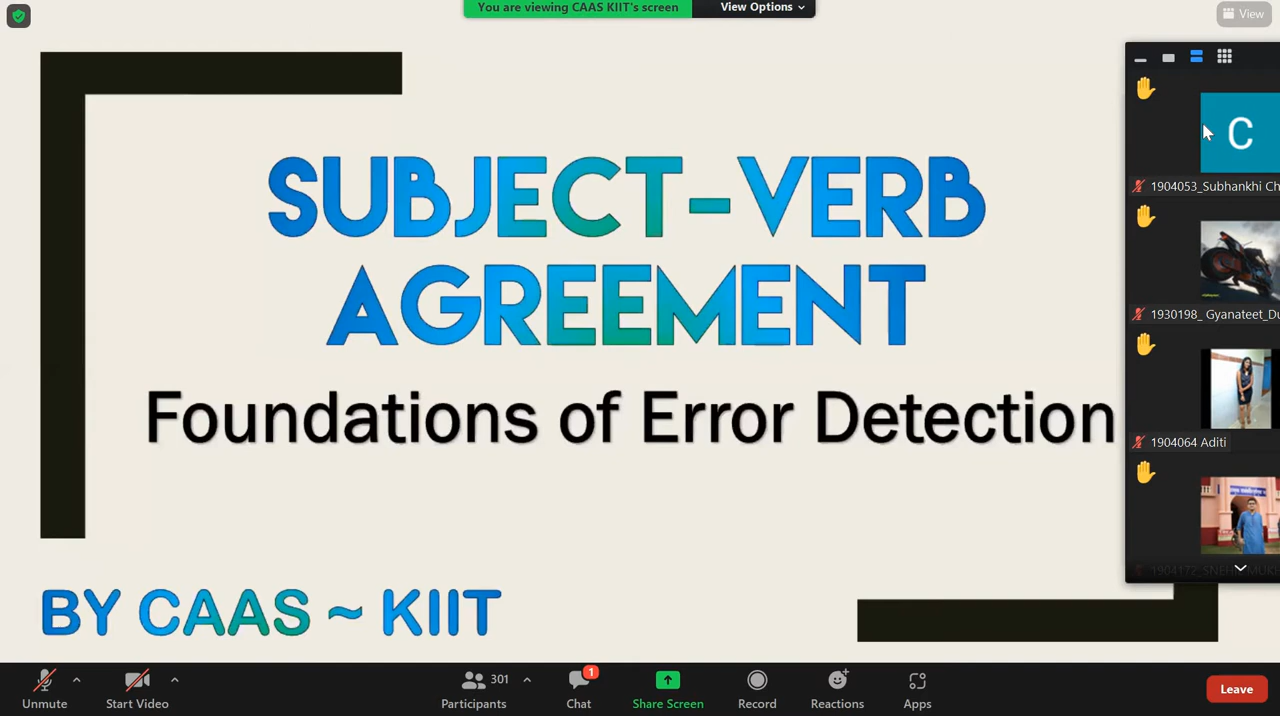 You are viewing CAAS KIIT's screen
View Options
View
SUBJECT-VERB
AGREEMENT
Foundations of Error Detection
BY CAAS ~ KIIT
C
1904053_Subhankhi Ch
1930198_ Gyanateet_Du
1904064 Aditi
Unmute
Start Video
301
Participants
1
Chat
Share Screen
Record
Reactions
Apps
Leave